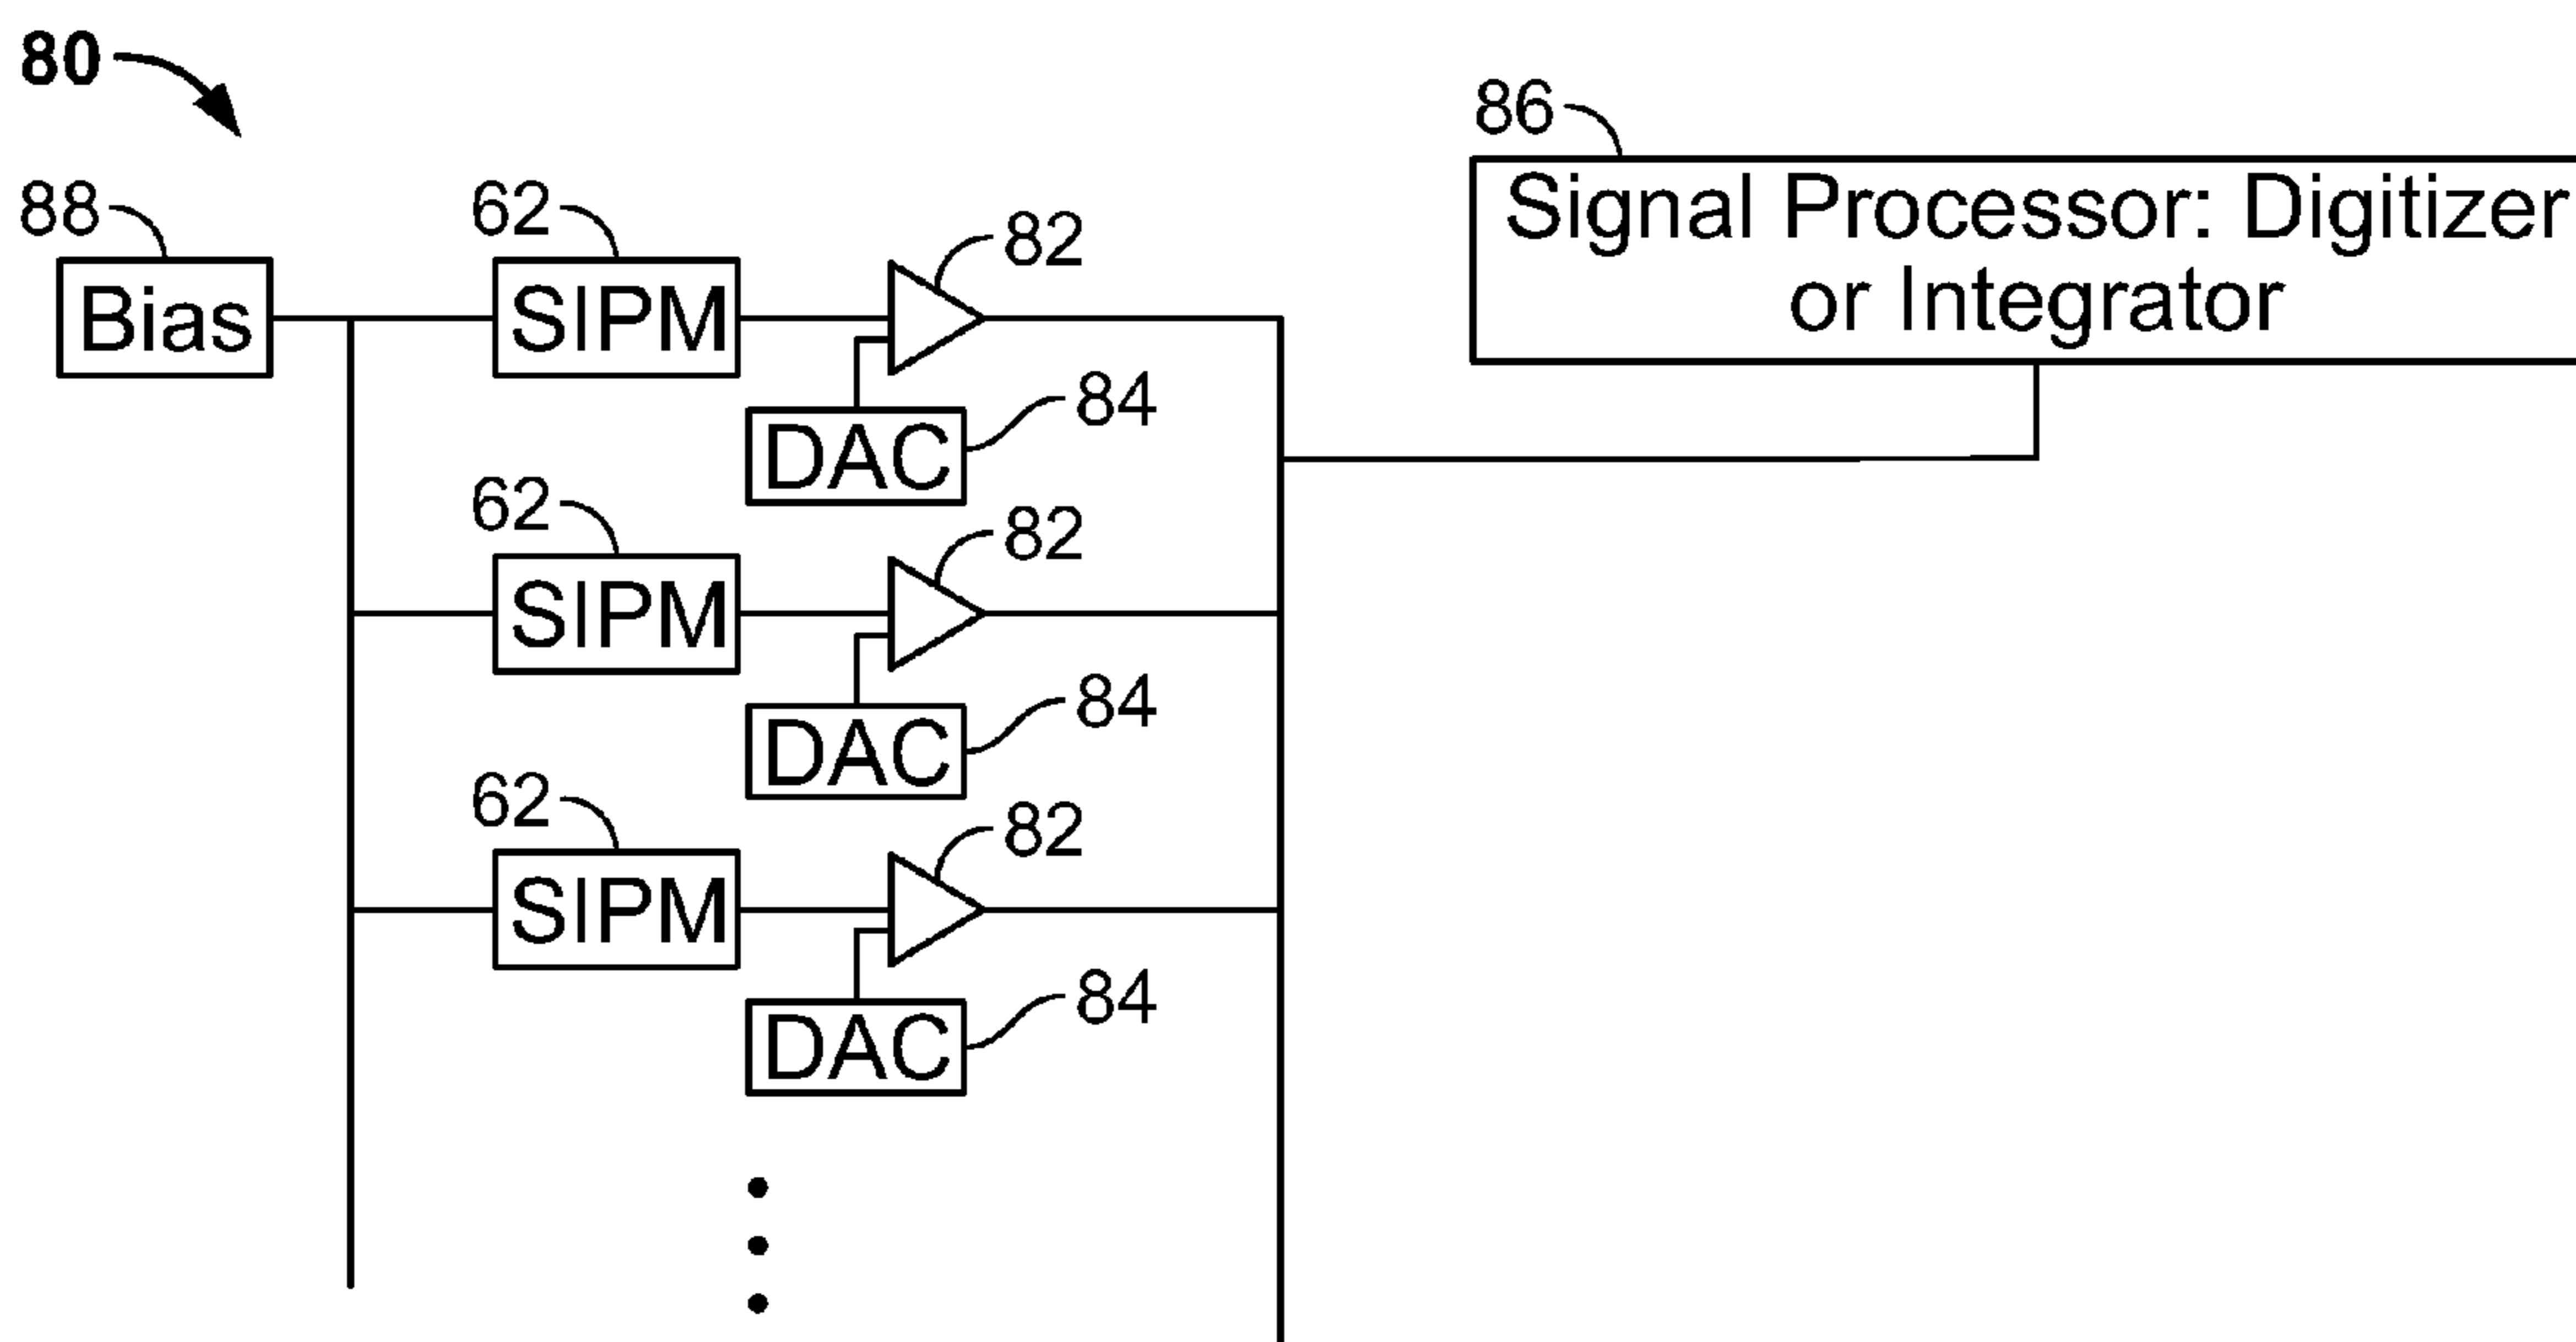 80
86
88
62
82
Signal Processor: Digitizer
or Integrator
Bias
SIPM
84
DAC
62
82
SIPM
84
DAC
62
82
SIPM
84
DAC